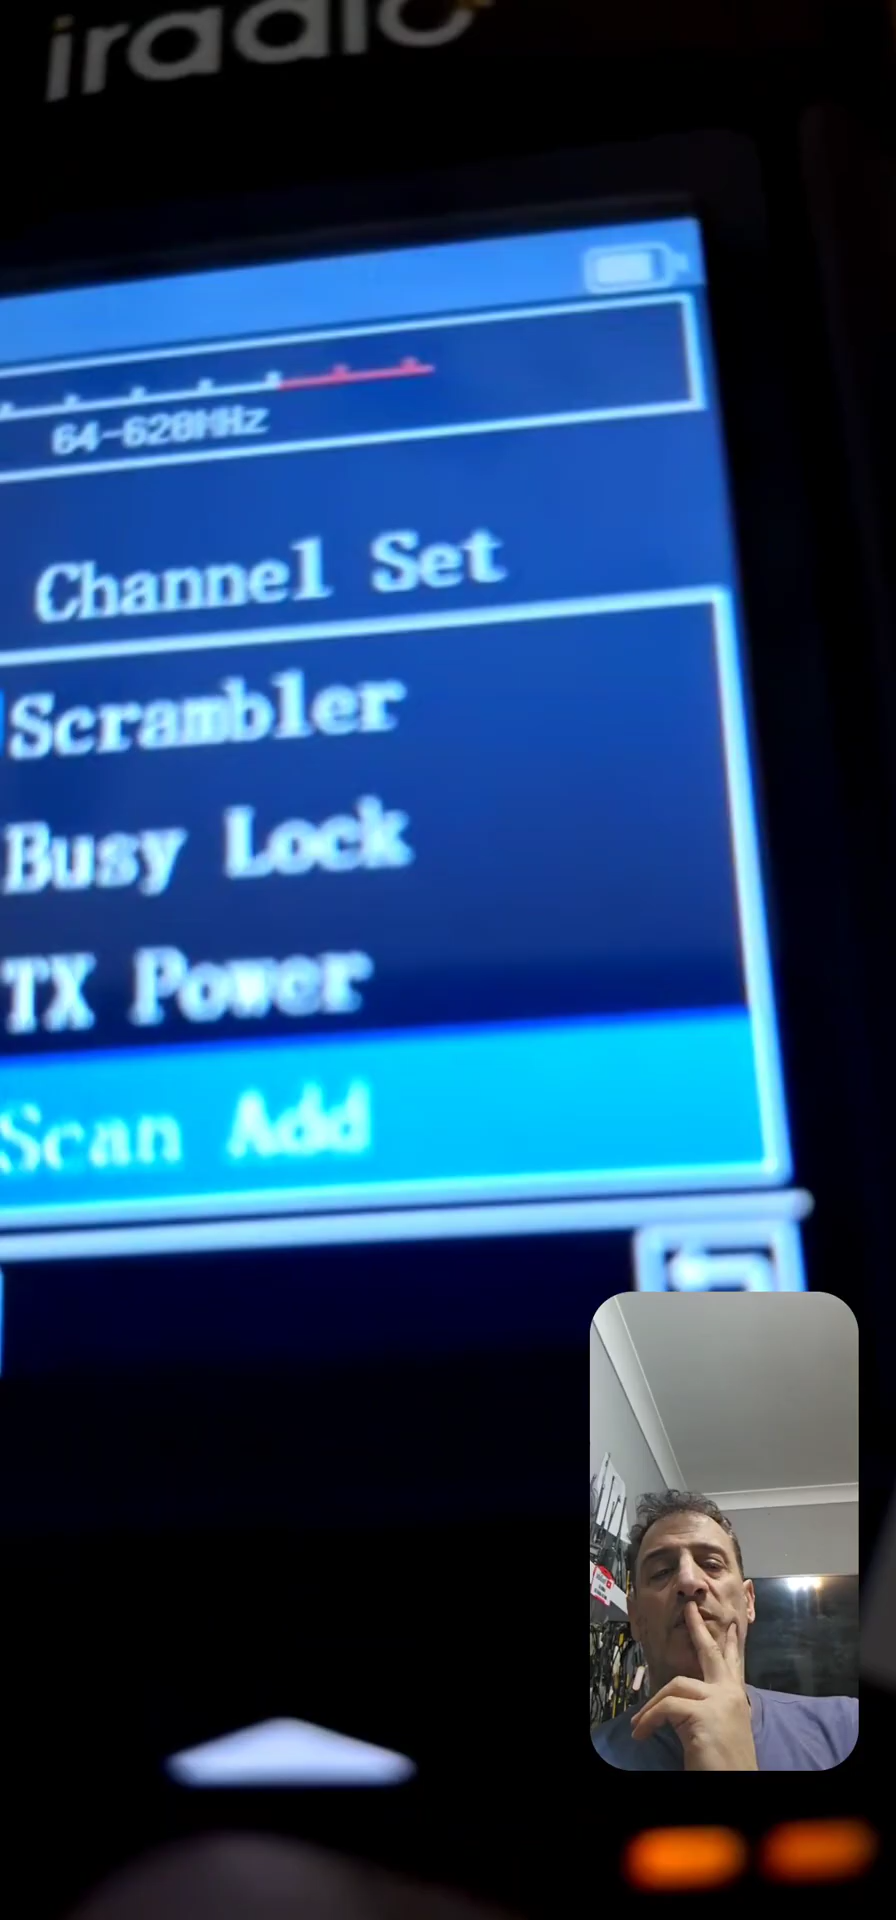 iradio
64-620MHz
Channel Set
Scrambler
Busy Lock
TX Power
Scan Add